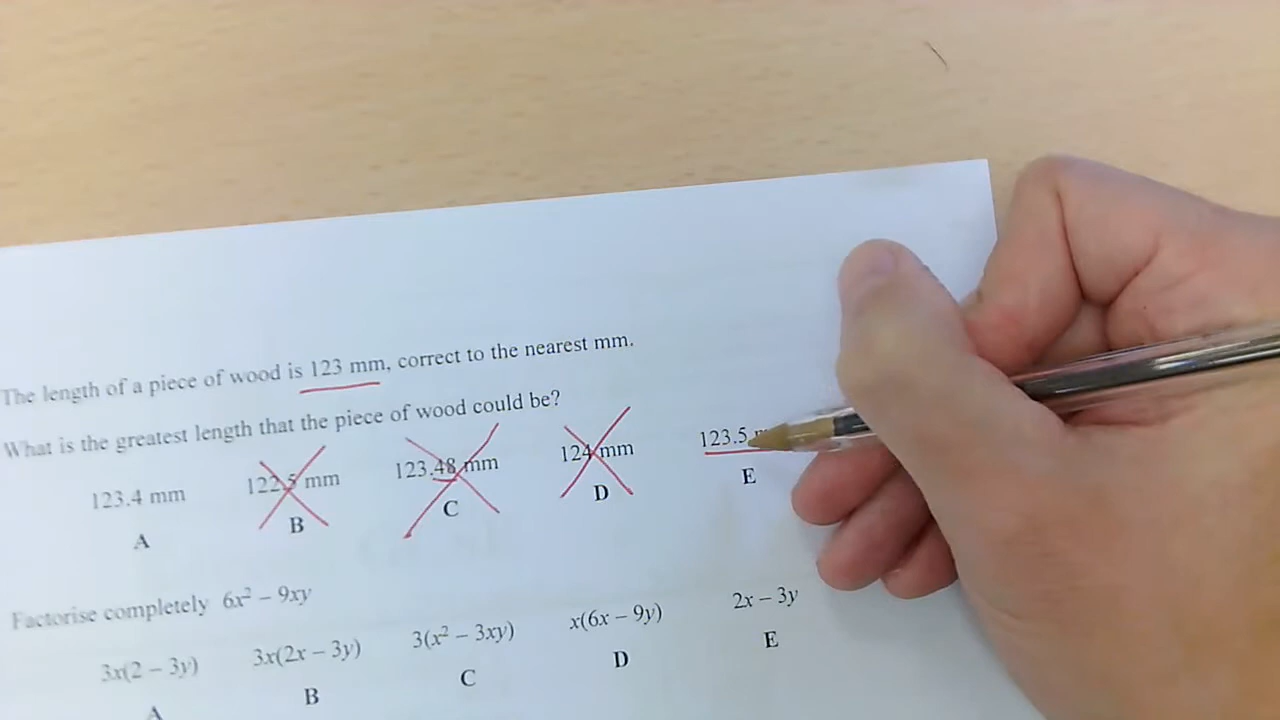 The length of a piece of wood is 123 mm, correct to the nearest mm.
What is the greatest length that the piece of wood could be?
123.4 mm 122.5 mm 123.48 mm 124 mm 123.5
A B C D E
Factorise completely 6x² – 9xy
3x(2 – 3y) 3x(2x – 3y) 3(x² – 3xy) x(6x – 9y) 2x – 3y
A B C D E